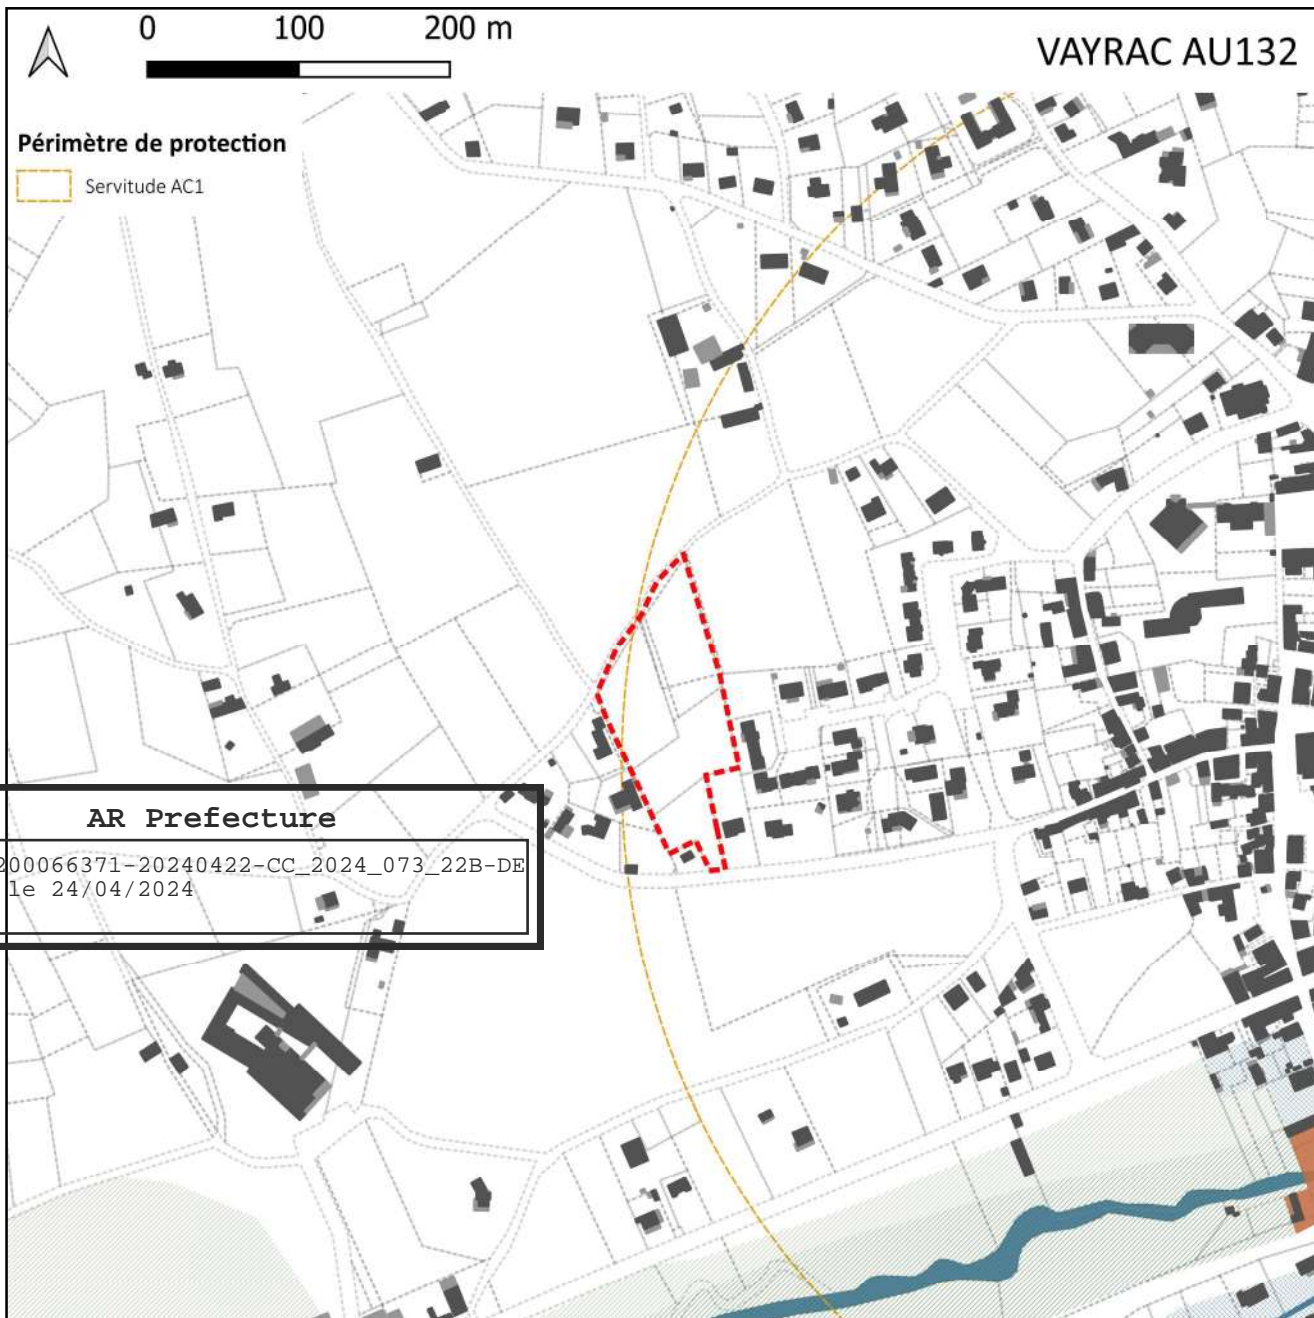 0 100 200 m
VAYRAC AU132
Périmètre de protection
Servitude AC1
AR Prefecture
200066371-20240422-CC_2024_073_22B-DE
le 24/04/2024